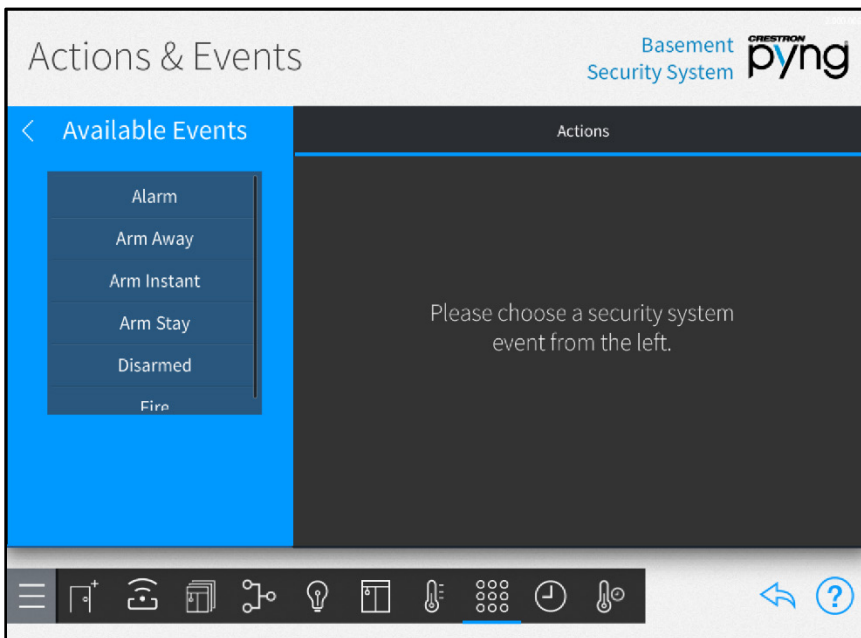 Actions & Events
Basement
Security System
CRESTRON
pyng
Available Events
Actions
Alarm
Arm Away
Arm Instant
Arm Stay
Disarmed
Fire
Please choose a security system
event from the left.
?